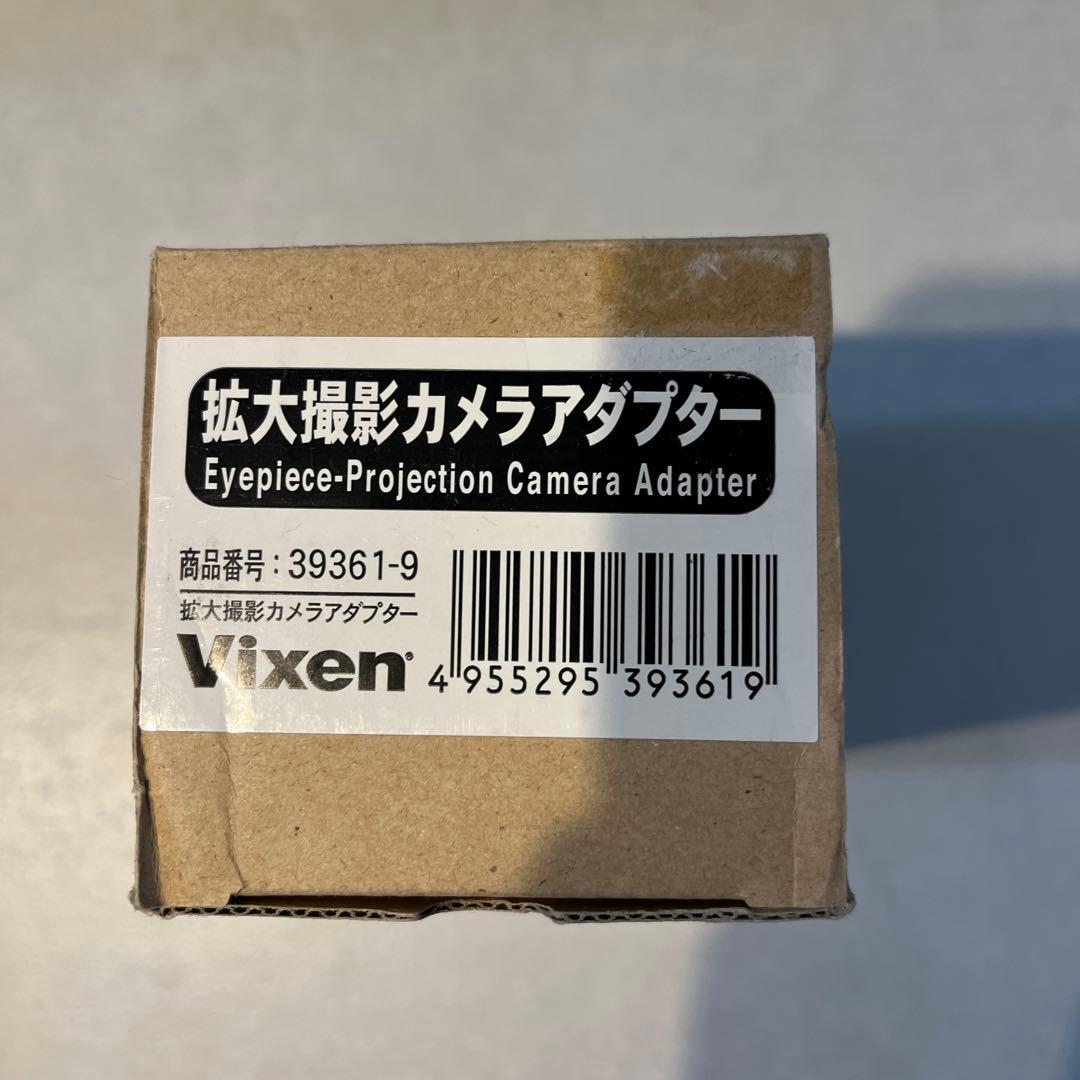 拡大撮影カメラアダプター
Eyepiece-Projection Camera Adapter
商品番号:39361-9
拡大撮影カメラアダプター
Vixen®
4 955295 393619